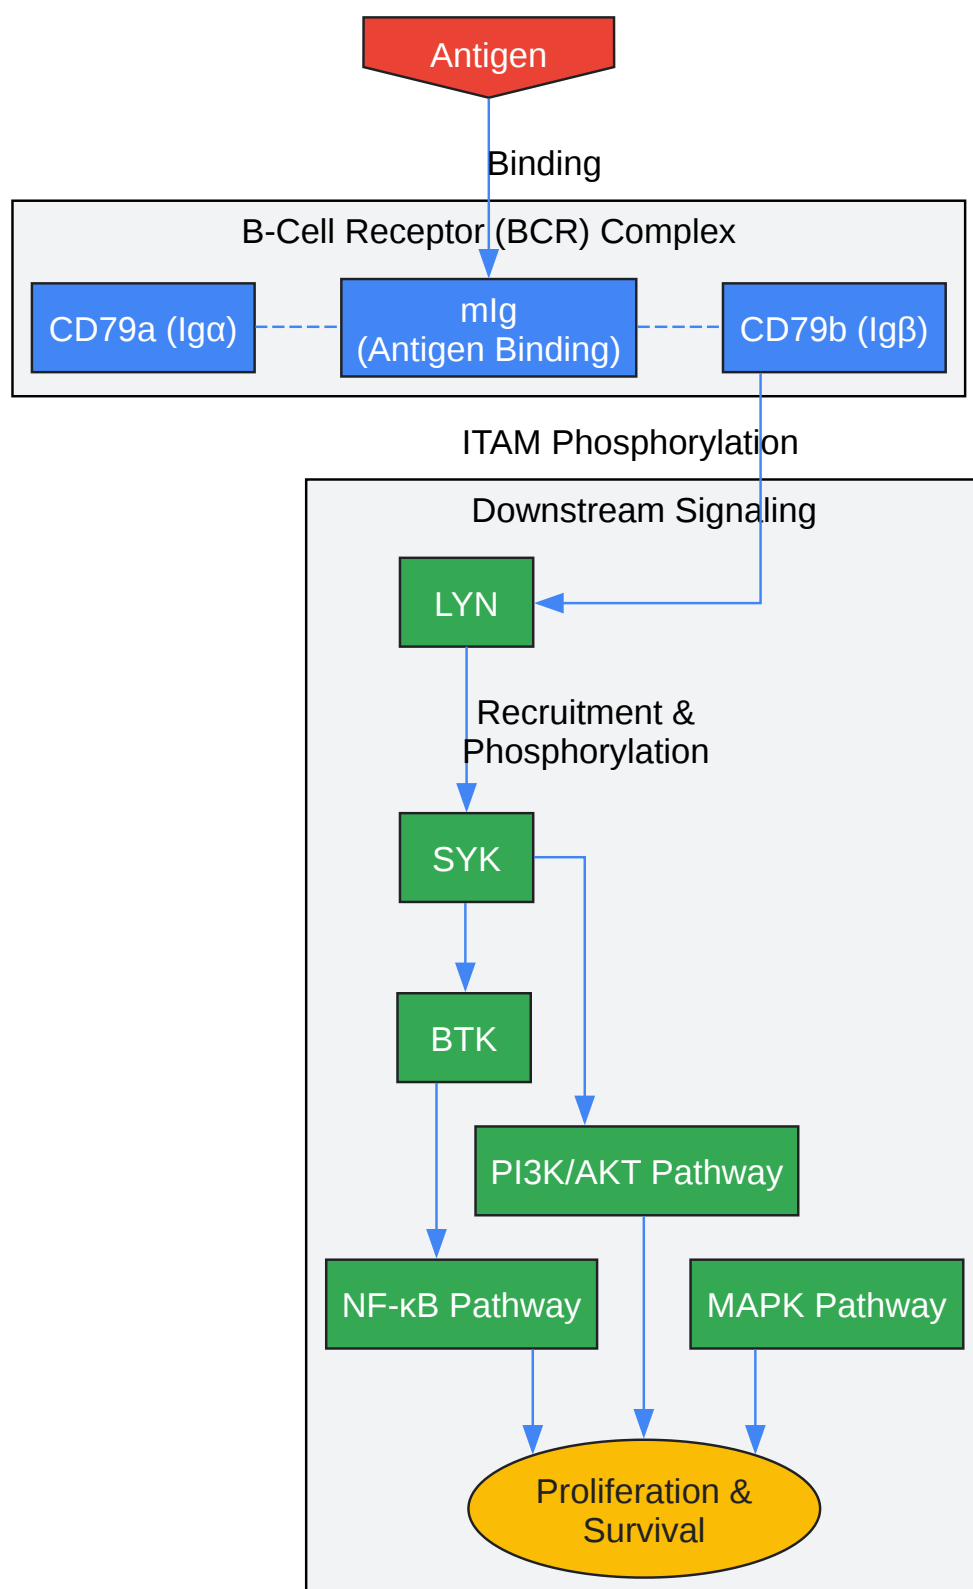 Antigen
Binding
B-Cell Receptor (BCR) Complex
CD79a (Igα)
mIg
(Antigen Binding)
CD79b (Igβ)
ITAM Phosphorylation
Downstream Signaling
LYN
Recruitment &
Phosphorylation
SYK
BTK
PI3K/AKT Pathway
NF-κB Pathway
MAPK Pathway
Proliferation &
Survival